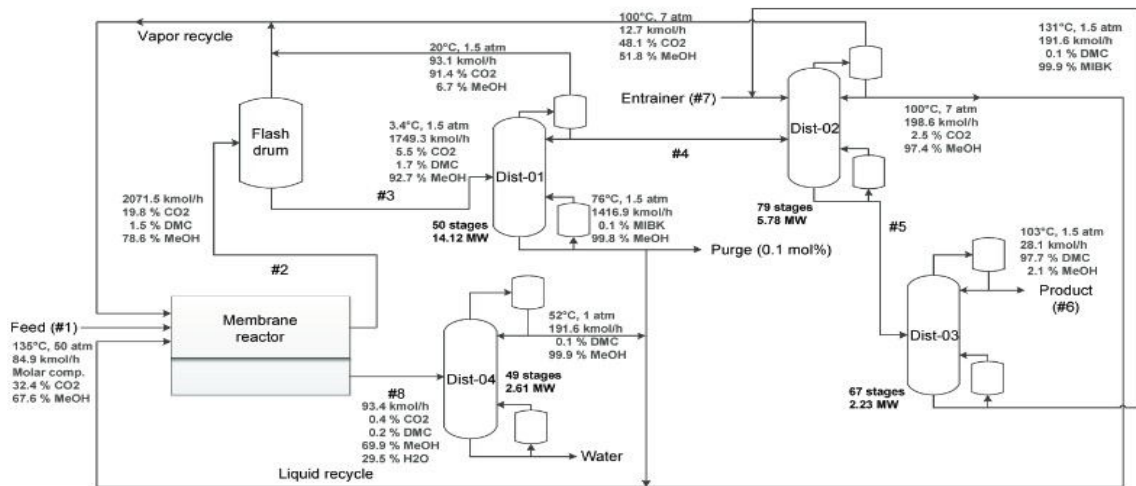 Vapor recycle
100°C, 7 atm
12.7 kmol/h
48.1 % CO2
51.8 % MeOH
131°C, 1.5 atm
191.6 kmol/h
0.1 % DMC
99.9 % MIBK
20°C, 1.5 atm
93.1 kmol/h
91.4 % CO2
6.7 % MeOH
Entrainer (#7)
Dist-02
100°C, 7 atm
198.6 kmol/h
2.5 % CO2
97.4 % MeOH
Flash
drum
3.4°C, 1.5 atm
1749.3 kmol/h
5.5 % CO2
1.7 % DMC
92.7 % MeOH
Dist-01
#4
#3
2071.5 kmol/h
19.8 % CO2
1.5 % DMC
78.6 % MeOH
#2
50 stages
14.12 MW
76°C, 1.5 atm
1416.9 kmol/h
0.1 % MIBK
99.8 % MeOH
Purge (0.1 mol%)
79 stages
5.78 MW
#5
103°C, 1.5 atm
28.1 kmol/h
97.7 % DMC
2.1 % MeOH
Product
(#6)
Dist-03
67 stages
2.23 MW
Feed (#1)
135°C, 50 atm
84.9 kmol/h
Molar comp.
32.4 % CO2
67.6 % MeOH
Membrane
reactor
#8
93.4 kmol/h
0.4 % CO2
0.2 % DMC
69.9 % MeOH
29.5 % H2O
Dist-04
52°C, 1 atm
191.6 kmol/h
0.1 % DMC
99.9 % MeOH
49 stages
2.61 MW
Water
Liquid recycle